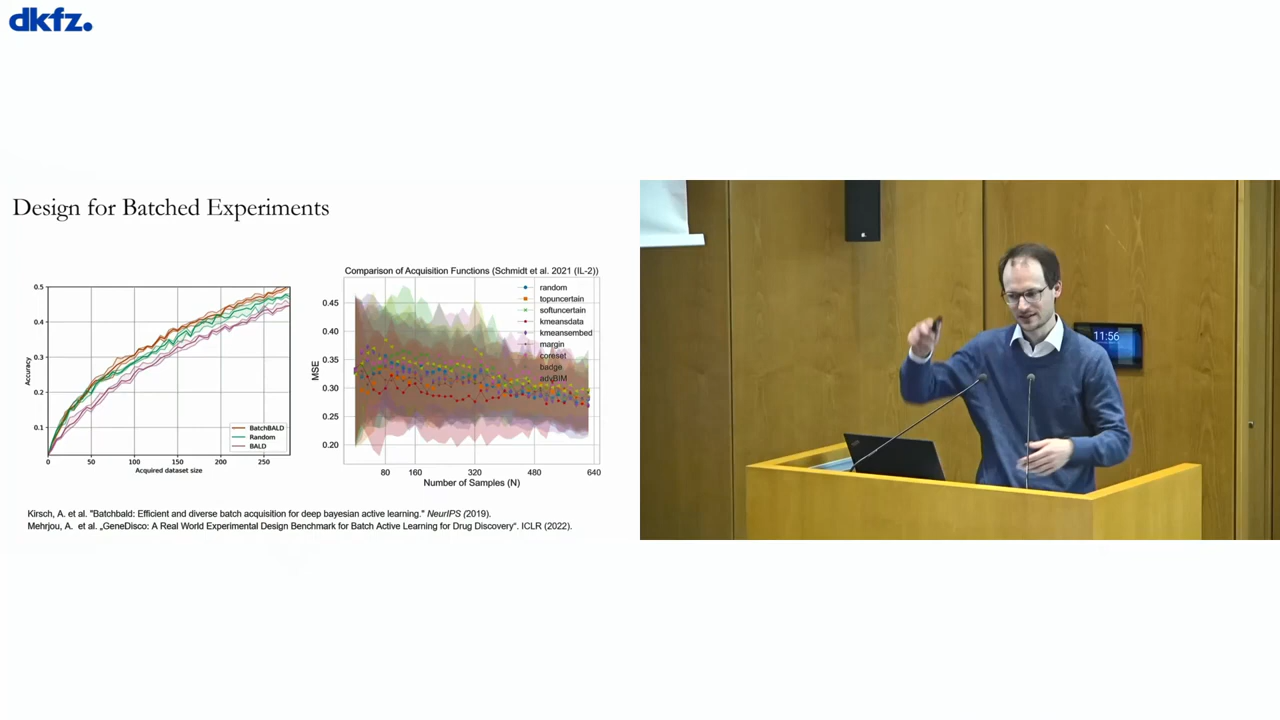 dkfz.
Design for Batched Experiments
0.5
0.4
0.3
0.2
0.1
Accuracy
0
50
100
150
200
250
Acquired dataset size
BatchBALD
Random
BALD
Comparison of Acquisition Functions (Schmidt et al. 2021 (IL-2))
0.45
0.40
0.35
0.30
0.25
0.20
MSE
80
160
320
480
640
Number of Samples (N)
random
topuncertain
softuncertain
kmeansdata
kmeansembed
margin
coreset
badge
advBIM
Kirsch, A. et al. "Batchbald: Efficient and diverse batch acquisition for deep bayesian active learning." NeurIPS (2019).
Mehrjou, A. et al. „GeneDisco: A Real World Experimental Design Benchmark for Batch Active Learning for Drug Discovery“. ICLR (2022).
11:56